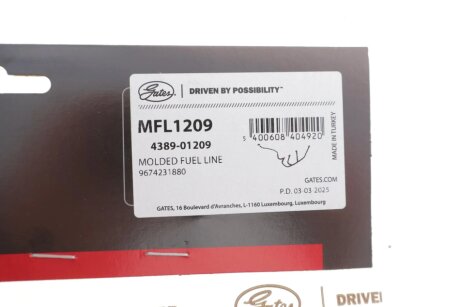 Gates DRIVEN BY POSSIBILITY™
MFL1209
4389-01209
MOLDED FUEL LINE
9674231880
5 400608 404920
MADE IN TURKEY
GATES.COM
P.D. 03-03-2025
GATES, 16 Boulevard d'Avranches, L-1160 Luxembourg, Luxembourg
Gates DRIVEN